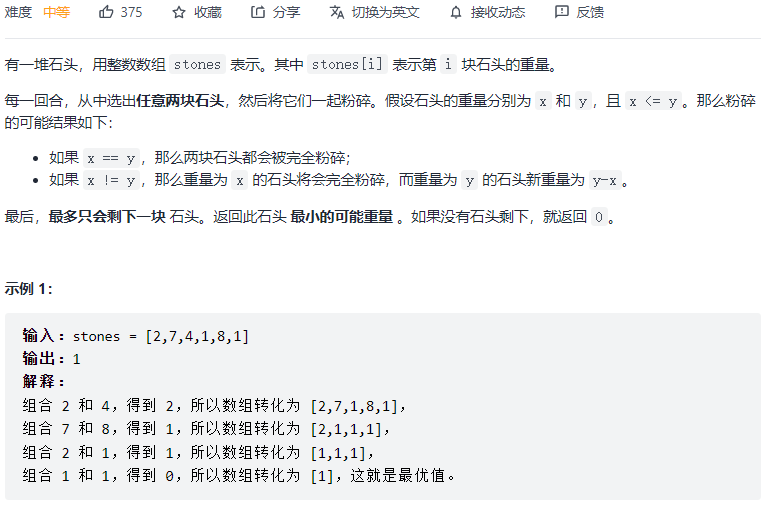 难度 中等 375 收藏 分享 切换为英文 接收动态 反馈
有一堆石头，用整数数组 stones 表示。其中 stones[i] 表示第 i 块石头的重量。
每一回合，从中选出任意两块石头，然后将它们一起粉碎。假设石头的重量分别为 x 和 y，且 x <= y。那么粉碎
的可能结果如下：
• 如果 x == y，那么两块石头都会被完全粉碎；
• 如果 x != y，那么重量为 x 的石头将会完全粉碎，而重量为 y 的石头新重量为 y-x。
最后，最多只会剩下一块 石头。返回此石头 最小的可能重量 。如果没有石头剩下，就返回 0。
示例 1：
输入：stones = [2,7,4,1,8,1]
输出：1
解释：
组合 2 和 4，得到 2，所以数组转化为 [2,7,1,8,1]，
组合 7 和 8，得到 1，所以数组转化为 [2,1,1,1]，
组合 2 和 1，得到 1，所以数组转化为 [1,1,1]，
组合 1 和 1，得到 0，所以数组转化为 [1]，这就是最优值。